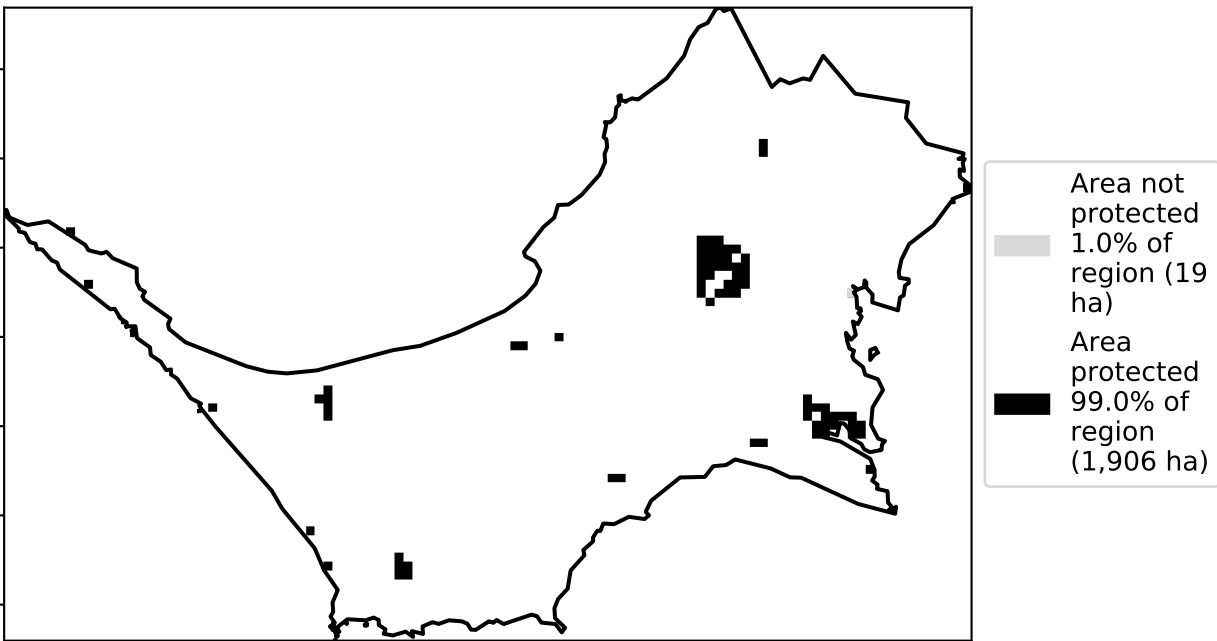 Area not
protected
1.0% of
region (19
ha)
Area
protected
99.0% of
region
(1,906 ha)